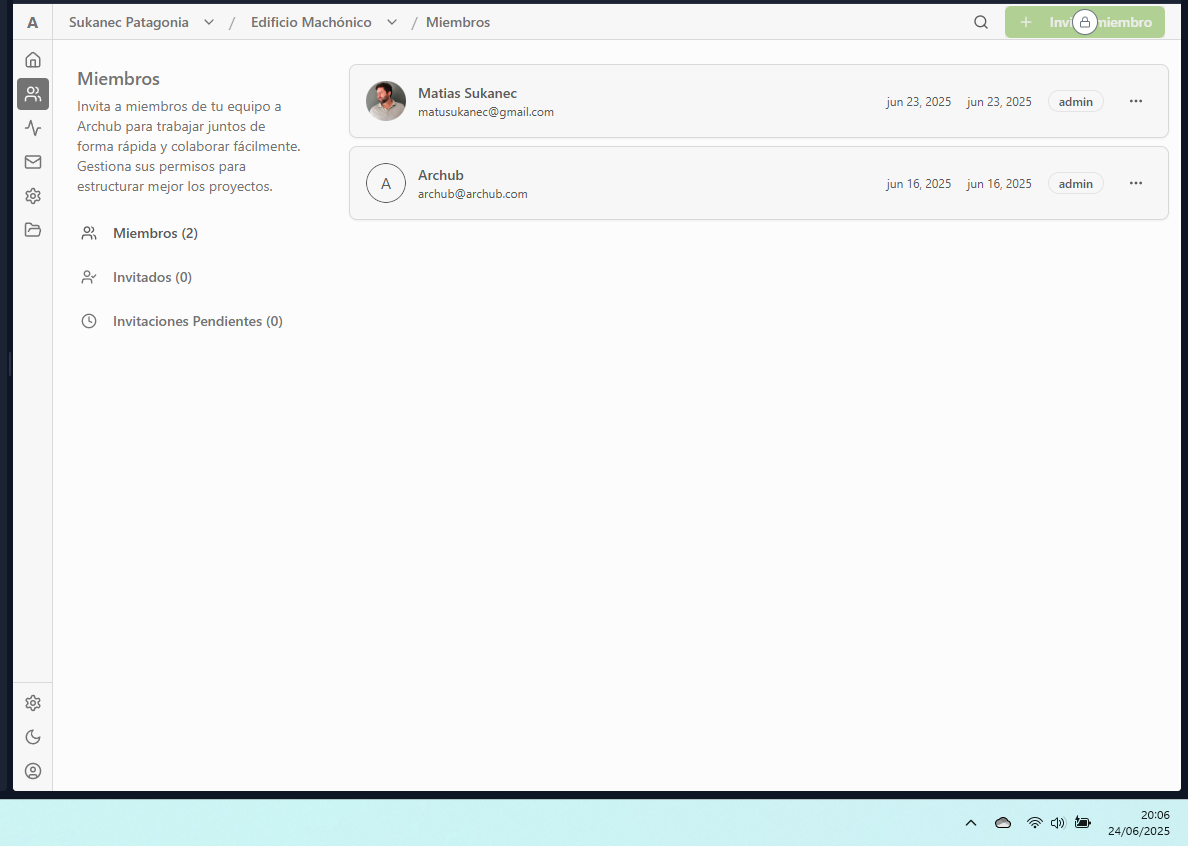 A Sukanec Patagonia / Edificio Machónico / Miembros
+ Inv miembro
Miembros
Invita a miembros de tu equipo a
Archub para trabajar juntos de
forma rápida y colaborar fácilmente.
Gestiona sus permisos para
estructurar mejor los proyectos.
Miembros (2)
Invitados (0)
Invitaciones Pendientes (0)
Matias Sukanec
matusukanec@gmail.com
jun 23, 2025 jun 23, 2025 admin
A
Archub
archub@archub.com
jun 16, 2025 jun 16, 2025 admin
20:06
24/06/2025